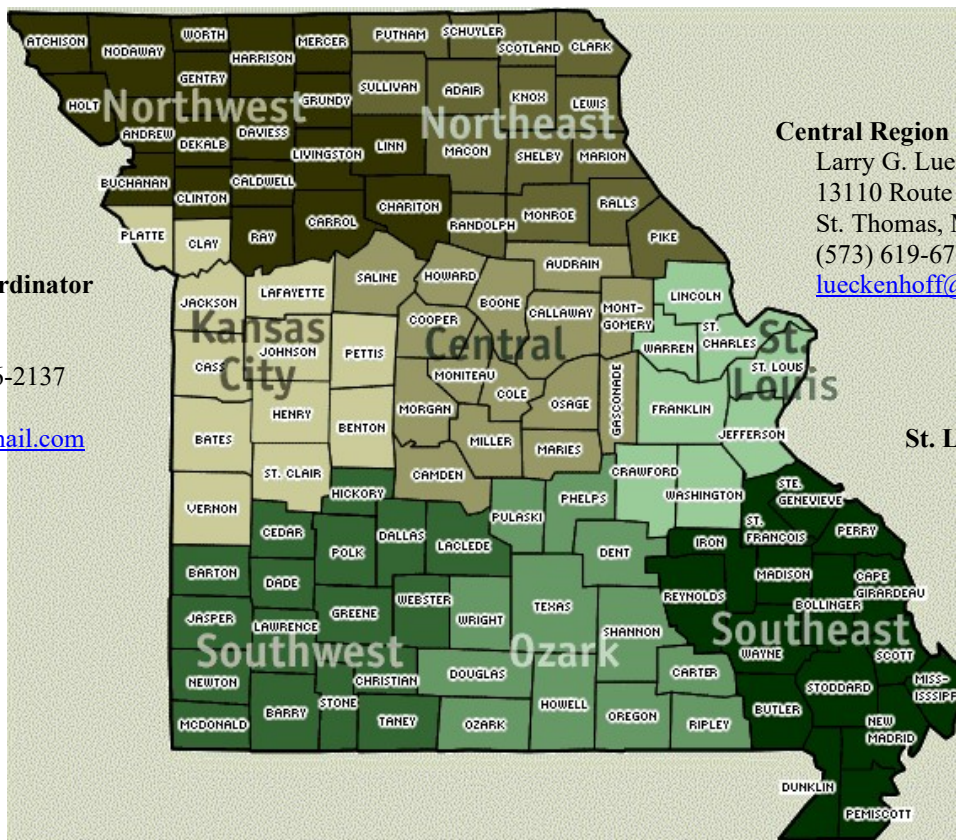 ATCHISON
NODAWAY
WORTH
HARRISON
MERCER
PUTNAM
SCHUYLER
SCOTLAND
CLARK
GENTRY
HOLT
Northwest
GRUNDY
SULLIVAN
ADAIR
KNOX
LEWIS
ANDREW
DEKALB
DAVIESS
LIVINGSTON
LINN
Northeast
MACON
SHELBY
MARION
BUCHANAN
CLINTON
CALDWELL
CARROL
CHARITON
RANDOLPH
MONROE
RALLS
PIKE
PLATTE
CLAY
RAY
SALINE
HOWARD
AUDRAIN
JACKSON
LAFAYETTE
COOPER
BOONE
CALLAWAY
MONT-
GOMERY
LINCOLN
Kansas
City
CASS
JOHNSON
PETTIS
Central
MONITEAU
COLE
OSAGE
GASCONADE
WARREN
ST.
CHARLES
St.
Louis
ST. LOUIS
FRANKLIN
JEFFERSON
BATES
HENRY
BENTON
MORGAN
MILLER
MARIES
ST. CLAIR
CAMDEN
VERNON
HICKORY
PULASKI
PHELPS
CRAWFORD
WASHINGTON
STE.
GENEVIEVE
ST.
FRANCOIS
PERRY
CEDAR
POLK
DALLAS
LACLEDE
DENT
IRON
MADISON
CAPE
GIRARDEAU
BOLLINGER
BARTON
DADE
JASPER
LAWRENCE
GREENE
WEBSTER
WRIGHT
TEXAS
SHANNON
REYNOLDS
Southeast
WAYNE
SCOTT
Southwest
Ozark
NEWTON
CHRISTIAN
DOUGLAS
CARTER
STODDARD
MISS-
ISSSIPP
MCDONALD
BARRY
STONE
TANEY
OZARK
HOWELL
OREGON
RIPLEY
BUTLER
NEW
MADRID
DUNKLIN
PEMISCOTT
Central Region
Larry G. Lue
13110 Route
St. Thomas, M
(573) 619-67
lueckenhoff@
rdinator
6-2137
ail.com
St. L